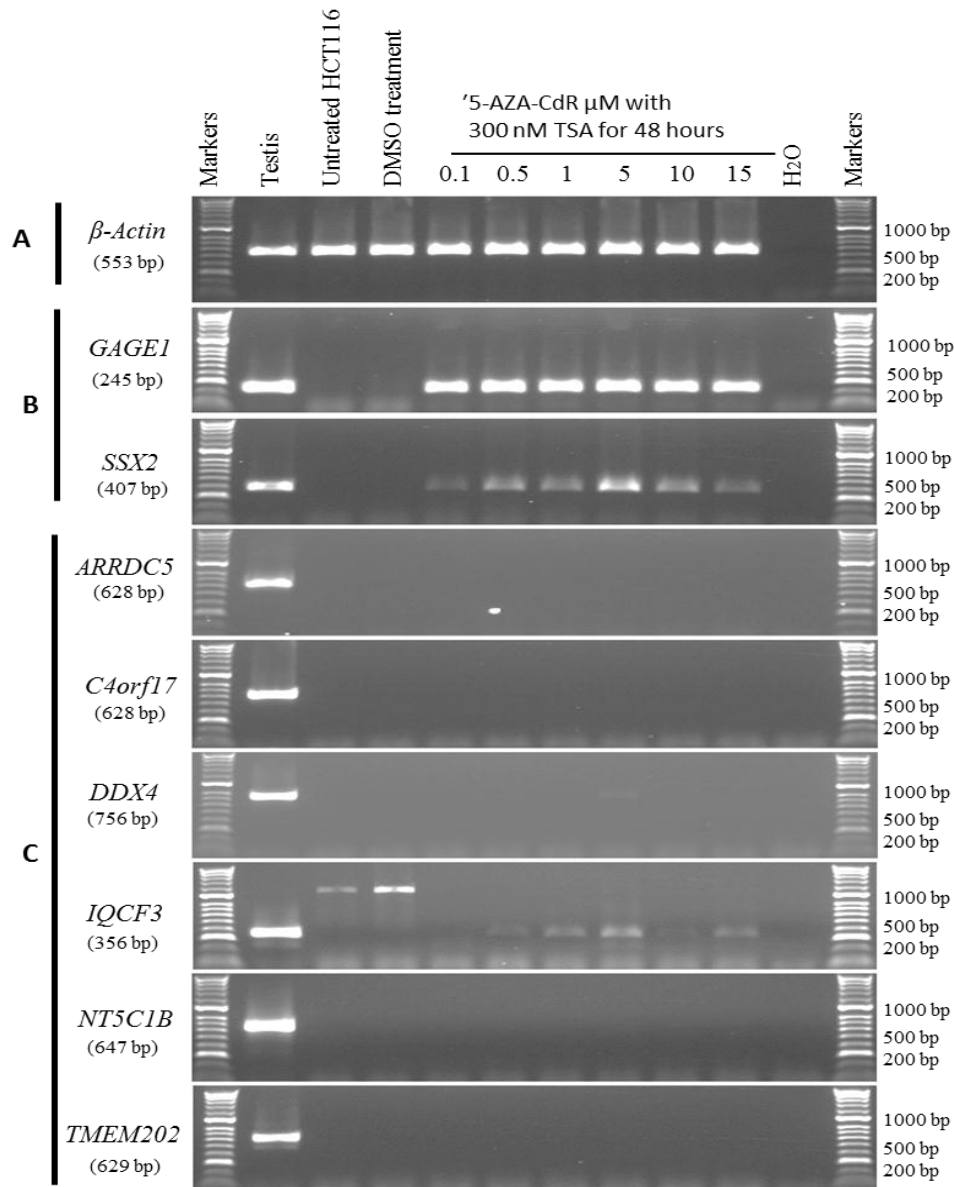 Markers
Testis
Untreated HCT116
DMSO treatment
'5-AZA-CdR µM with
300 nM TSA for 48 hours
0.1 0.5 1 5 10 15
H2O
Markers
A
β-Actin
(553 bp)
1000 bp
500 bp
200 bp
B
GAGE1
(245 bp)
1000 bp
500 bp
200 bp
SSX2
(407 bp)
1000 bp
500 bp
200 bp
C
ARRDC5
(628 bp)
1000 bp
500 bp
200 bp
C4orf17
(628 bp)
1000 bp
500 bp
200 bp
DDX4
(756 bp)
1000 bp
500 bp
200 bp
IQCF3
(356 bp)
1000 bp
500 bp
200 bp
NT5C1B
(647 bp)
1000 bp
500 bp
200 bp
TMEM202
(629 bp)
1000 bp
500 bp
200 bp